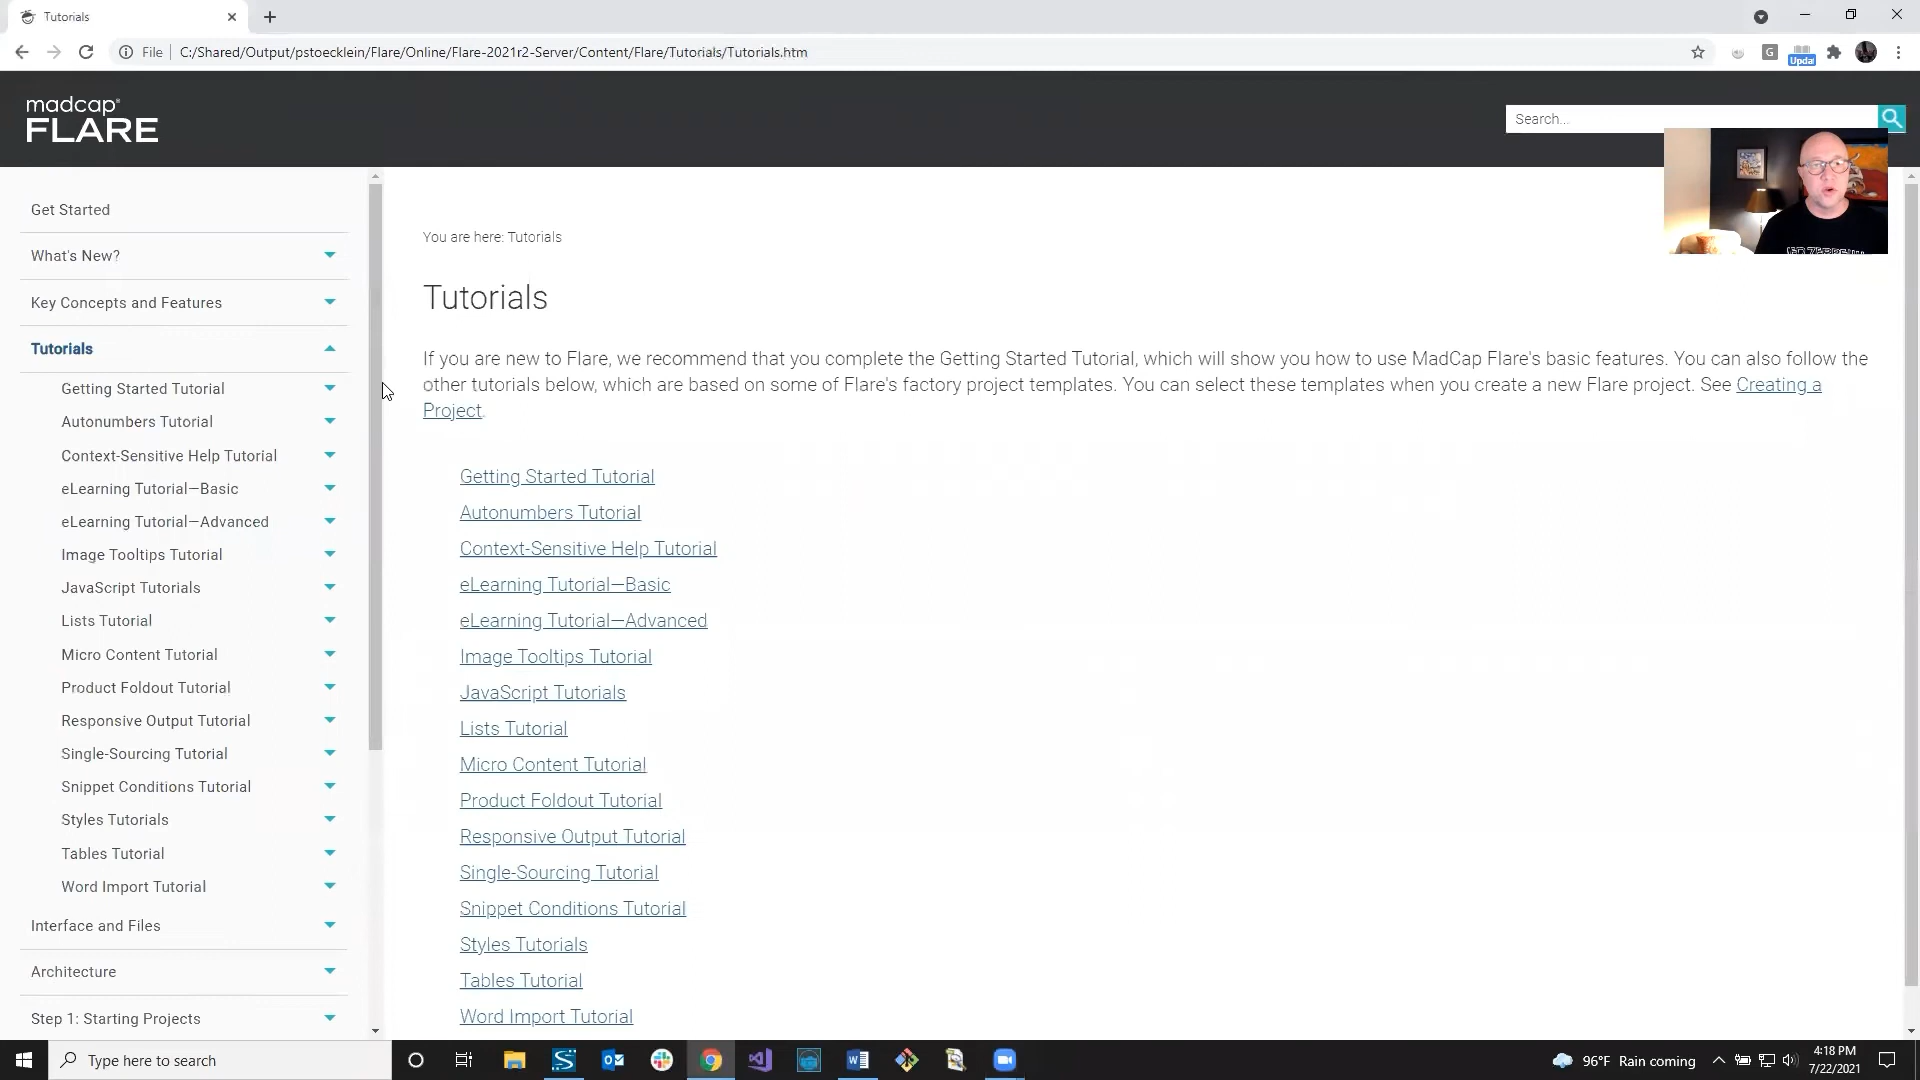 Tutorials
File
C:/Shared/Output/pstoecklein/Flare/Online/Flare-2021r2-Server/Content/Flare/Tutorials/Tutorials.htm
G
Upda
madcap
FLARE
Search...
Get Started
What's New?
Key Concepts and Features
Tutorials
Getting Started Tutorial
Autonumbers Tutorial
Context-Sensitive Help Tutorial
eLearning Tutorial—Basic
eLearning Tutorial—Advanced
Image Tooltips Tutorial
JavaScript Tutorials
Lists Tutorial
Micro Content Tutorial
Product Foldout Tutorial
Responsive Output Tutorial
Single-Sourcing Tutorial
Snippet Conditions Tutorial
Styles Tutorials
Tables Tutorial
Word Import Tutorial
Interface and Files
Architecture
Step 1: Starting Projects
You are here: Tutorials
Tutorials
If you are new to Flare, we recommend that you complete the Getting Started Tutorial, which will show you how to use MadCap Flare's basic features. You can also follow the
other tutorials below, which are based on some of Flare's factory project templates. You can select these templates when you create a new Flare project. See Creating a
Project.
Getting Started Tutorial
Autonumbers Tutorial
Context-Sensitive Help Tutorial
eLearning Tutorial—Basic
eLearning Tutorial—Advanced
Image Tooltips Tutorial
JavaScript Tutorials
Lists Tutorial
Micro Content Tutorial
Product Foldout Tutorial
Responsive Output Tutorial
Single-Sourcing Tutorial
Snippet Conditions Tutorial
Styles Tutorials
Tables Tutorial
Word Import Tutorial
Type here to search
96°F Rain coming
4:18 PM
7/22/2021